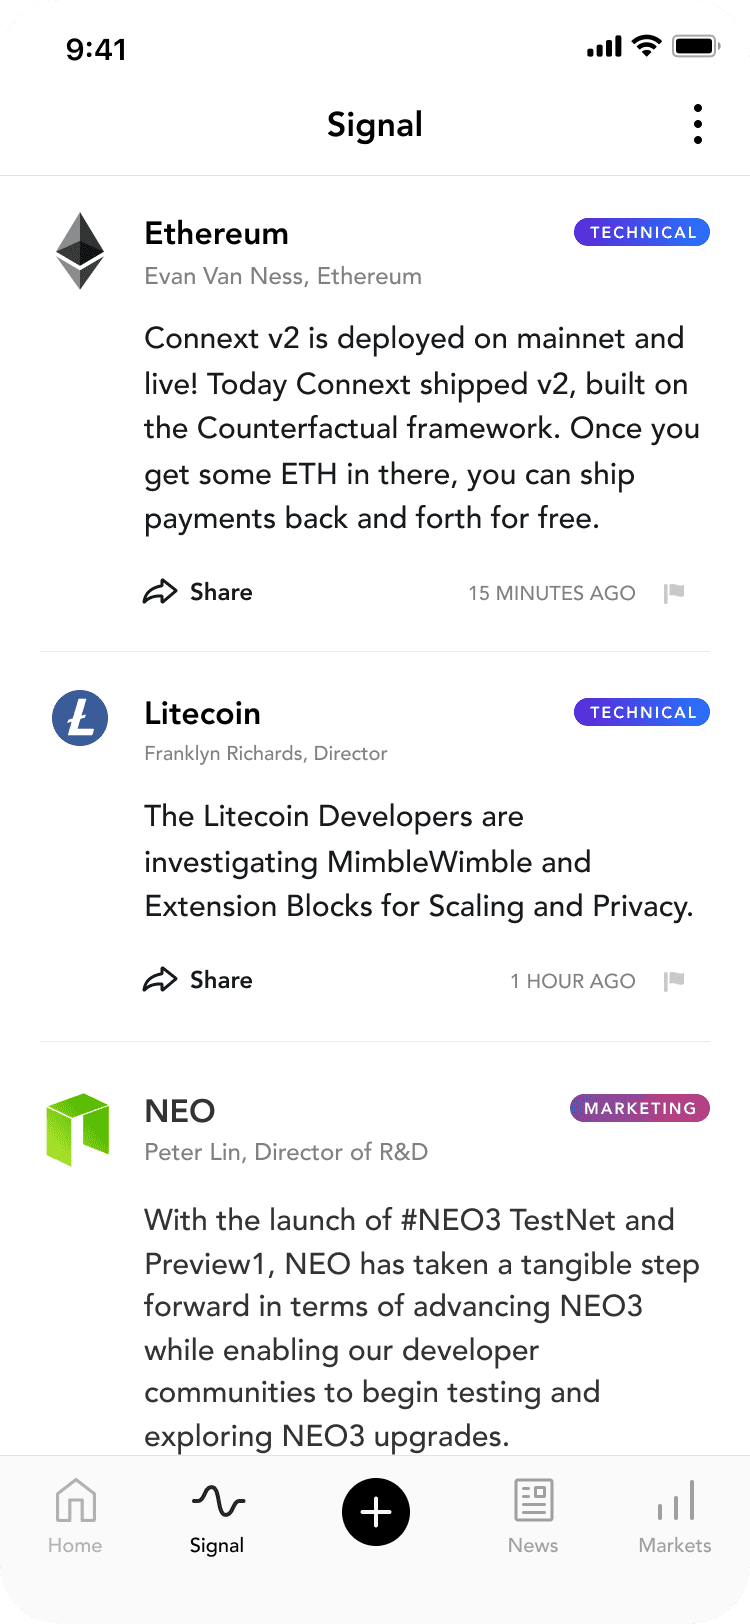 9:41
Signal
Ethereum
TECHNICAL
Evan Van Ness, Ethereum
Connext v2 is deployed on mainnet and
live! Today Connext shipped v2, built on
the Counterfactual framework. Once you
get some ETH in there, you can ship
payments back and forth for free.
Share
15 MINUTES AGO
Litecoin
TECHNICAL
Franklyn Richards, Director
The Litecoin Developers are
investigating MimbleWimble and
Extension Blocks for Scaling and Privacy.
Share
1 HOUR AGO
NEO
MARKETING
Peter Lin, Director of R&D
With the launch of #NEO3 TestNet and
Preview1, NEO has taken a tangible step
forward in terms of advancing NEO3
while enabling our developer
communities to begin testing and
exploring NEO3 upgrades.
Home
Signal
News
Markets